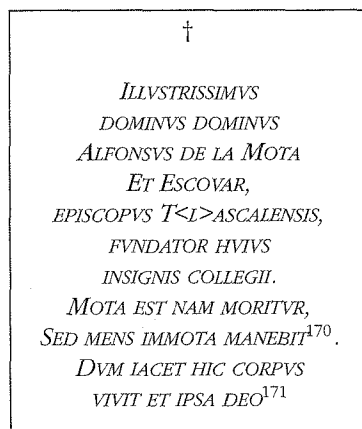 †
ILLVSTRISSIMVS
DOMINVS DOMINVS
ALFONSVS DE LA MOTA
ET ESCOVAR,
EPISCOPVS T<L>ASCALENSIS,
FVNDATOR HVIVS
INSIGNIS COLLEGII.
MOTA EST NAM MORITVR,
SED MENS IMMOTA MANEBIT170.
DVM IACET HIC CORPVS
VIVIT ET IPSA DEO171